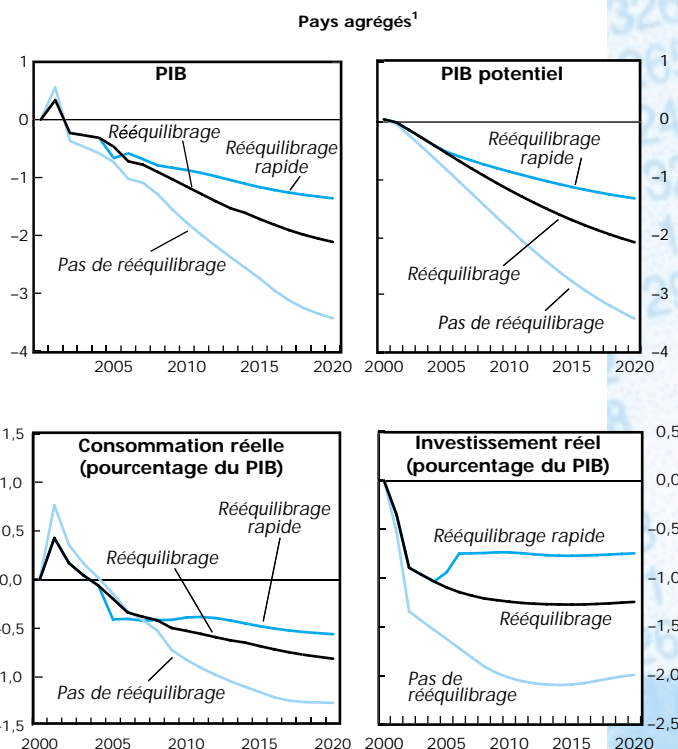 Pays agrégés¹
PIB
1
0
−1
−2
−3
−4
Rééquilibrage
Rééquilibrage
rapide
Pas de rééquilibrage
2005 2010 2015 2020
PIB potentiel
Rééquilibrage
rapide
Rééquilibrage
Pas de rééquilibrage
1
0
−1
−2
−3
−4
2000 2005 2010 2015 2020
Consommation réelle
(pourcentage du PIB)
1,5
1,0
0,5
0,0
-0,5
1,0
1,5
Rééquilibrage
rapide
Rééquilibrage
Pas de rééquilibrage
2000 2005 2010 2015 2020
Investissement réel
(pourcentage du PIB)
Rééquilibrage rapide
Rééquilibrage
Pas de
rééquilibrage
0,5
0,0
−0,5
−1,0
−1,5
−2,0
−2,5
2000 2005 2010 2015 2020